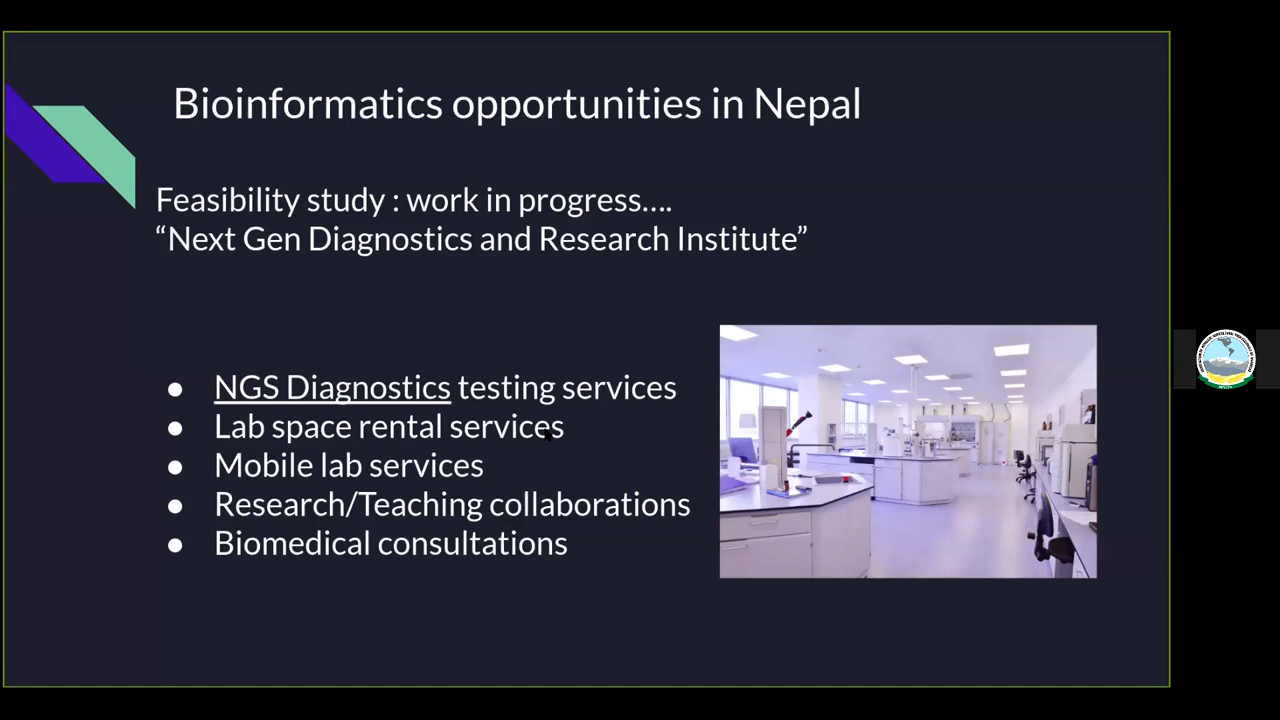 Bioinformatics opportunities in Nepal
Feasibility study : work in progress....
“Next Gen Diagnostics and Research Institute”
● NGS Diagnostics testing services
● Lab space rental services
● Mobile lab services
● Research/Teaching collaborations
● Biomedical consultations